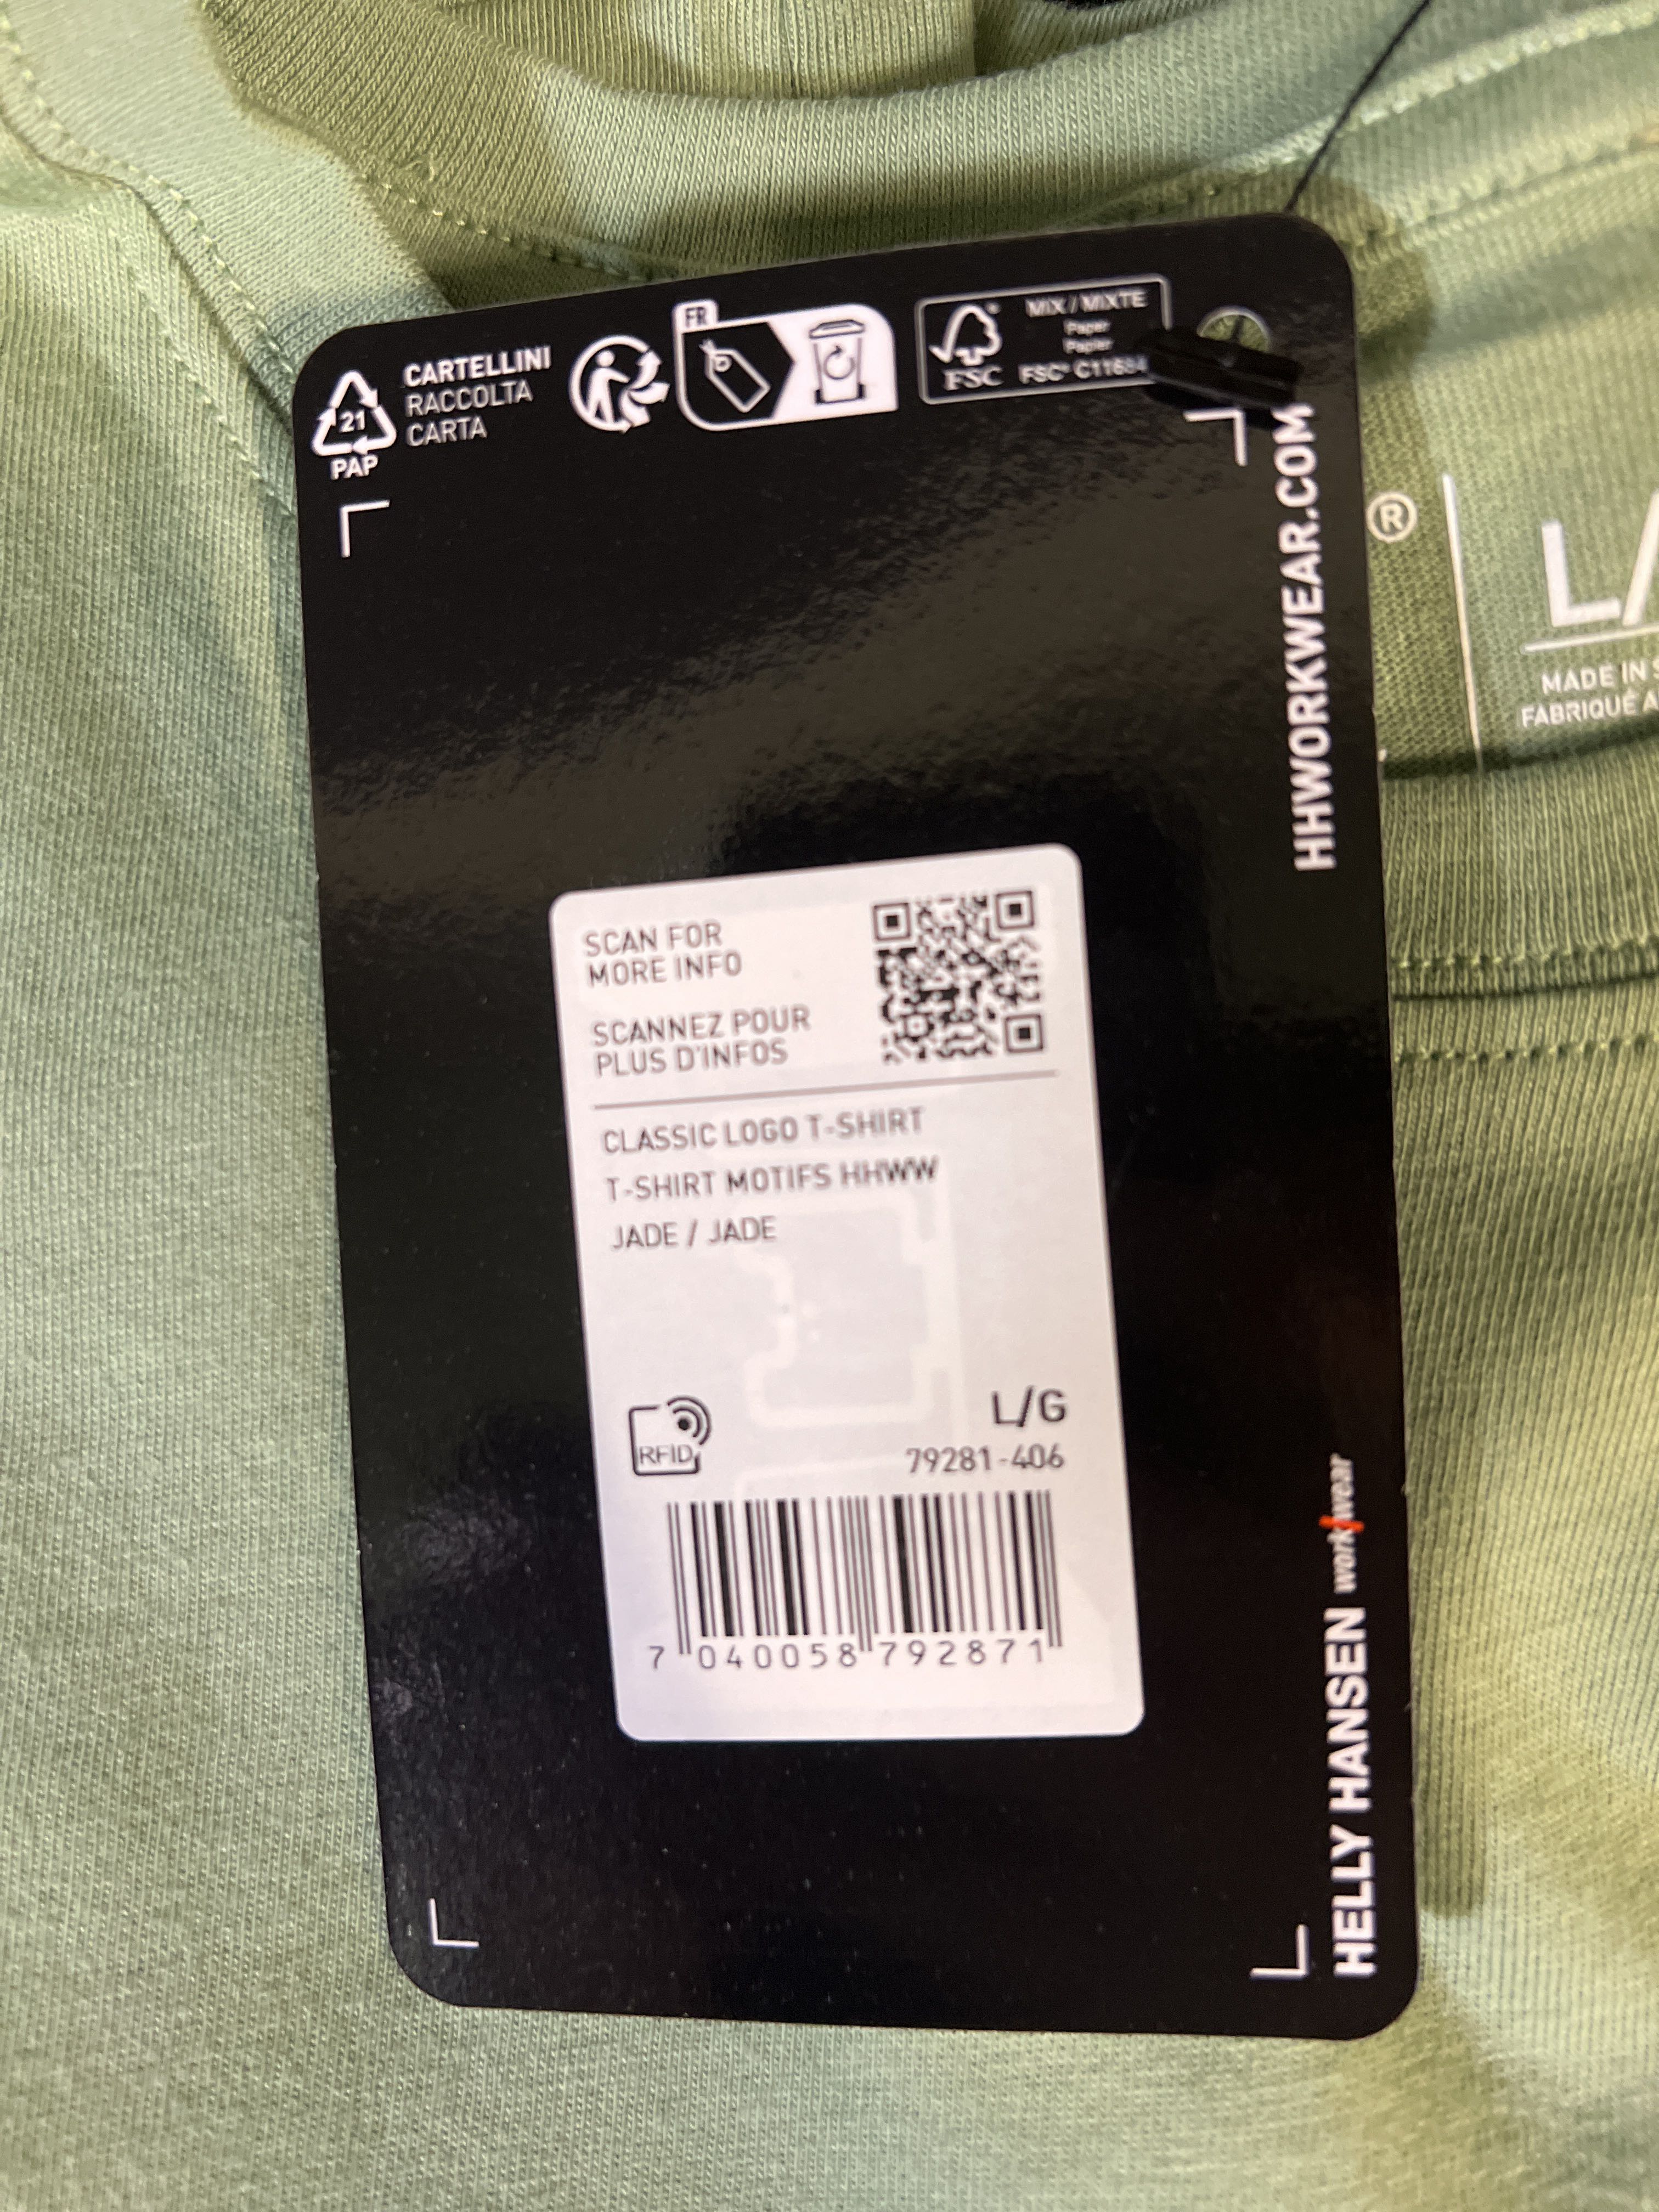 21
PAP
CARTELLINI
RACCOLTA
CARTA
FR
FSC®
MIX / MIXTE
Paper
Papier
FSC®
HHWORKWEAR.COM
®
L/
MADE IN
FABRIQUÉ
SCAN FOR
MORE INFO
SCANNEZ POUR
PLUS D'INFOS
CLASSIC LOGO T-SHIRT
T-SHIRT MOTIFS HHWW
JADE / JADE
RFID
L/G
79281-406
7 040058 792871
HELLY HANSEN workwear